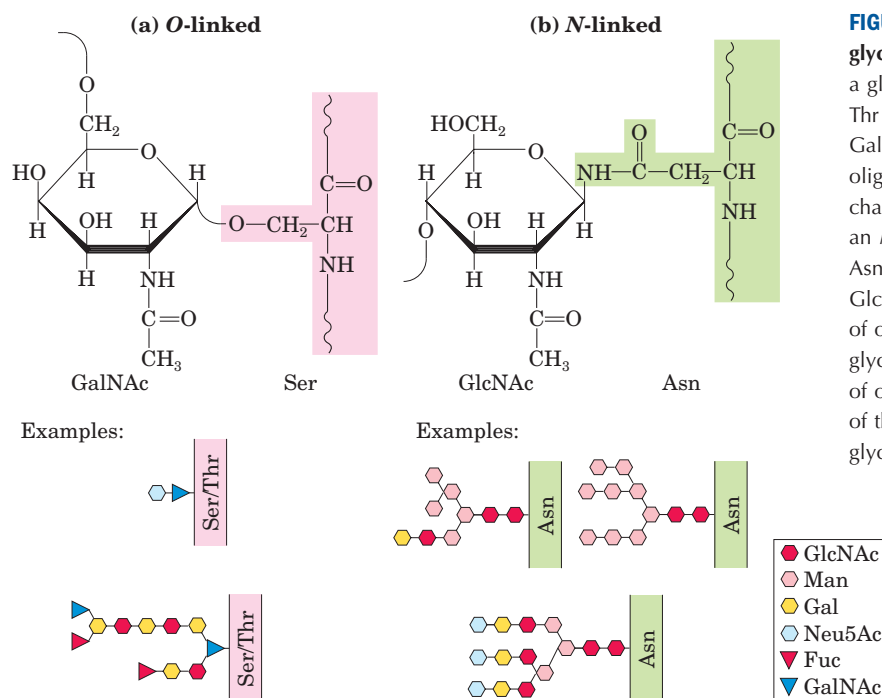 (a) O-linked
O
CH₂
O
HO
H
H
H
OH
H
H
H
NH
C=O
CH₃
O—CH₂—CH
C=O
NH
GalNAc
Ser
(b) N-linked
HOCH₂
O
H
H
O
OH
H
H
H
NH
C=O
CH₃
NH—C—CH₂—CH
O
C=O
NH
GlcNAc
Asn
FIGU
glyc
a gl
Thr
Gal
olig
cha
an N
Asn
Glc
of o
glyc
of o
of th
glyc
Examples:
Ser/Thr
Ser/Thr
Examples:
Asn
Asn
Asn
GlcNAc
Man
Gal
Neu5Ac
Fuc
GalNAc